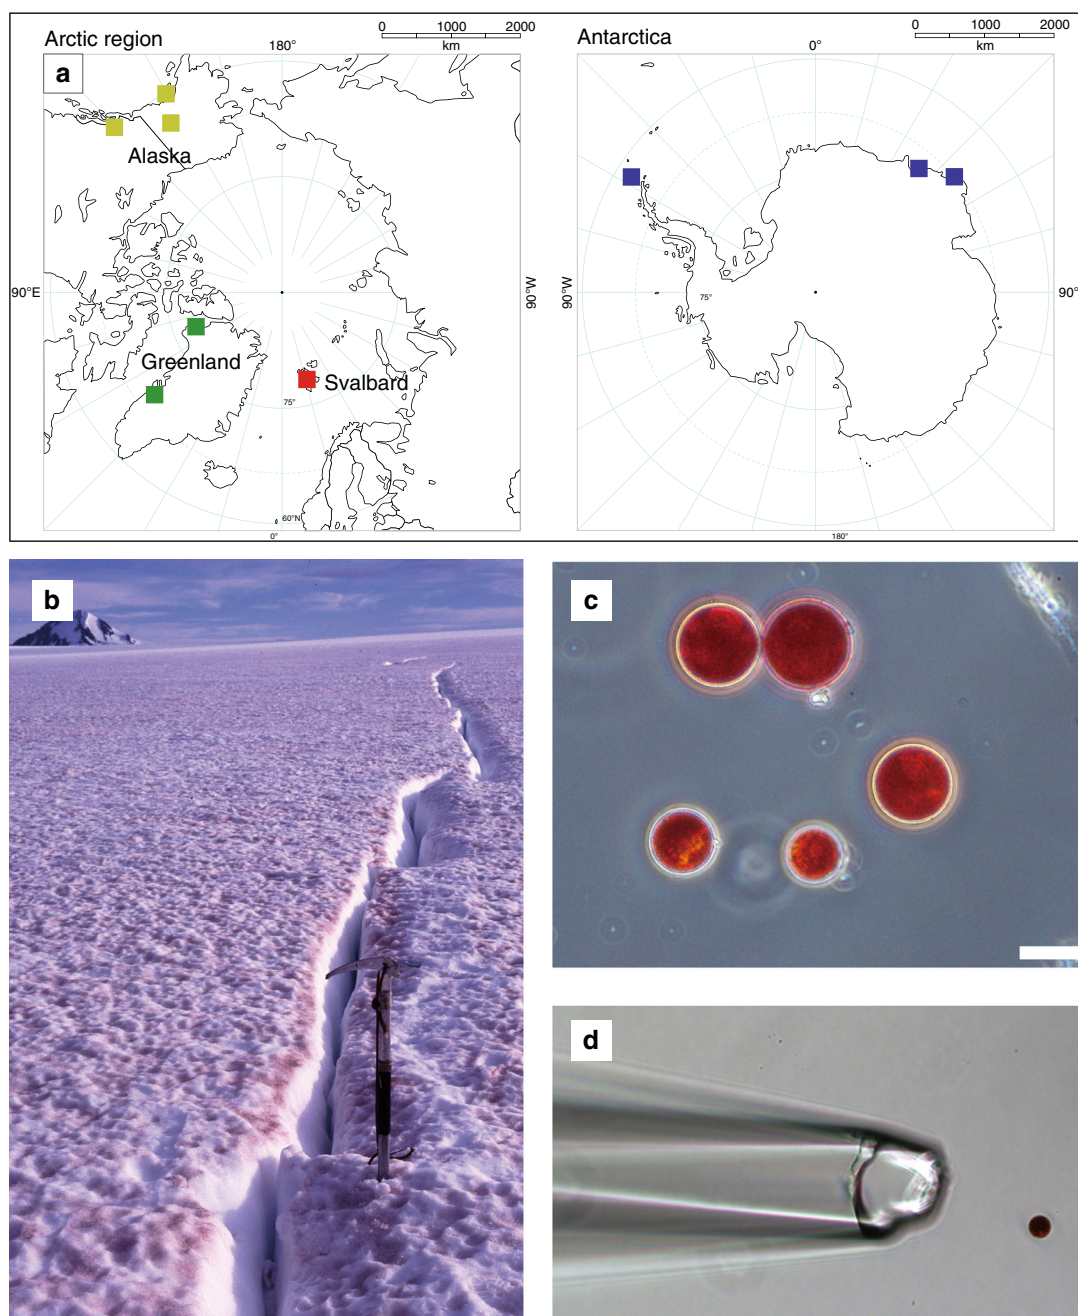 Arctic region
0 1000 2000
km
180°
a
Alaska
90°E
90°W
Greenland
Svalbard
75°
60°N
0°
Antarctica
0 1000 2000
km
0°
90°W
75°
90°
180°
b
c
d